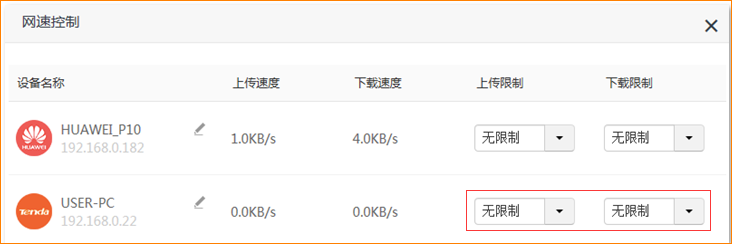 网速控制
设备名称 上传速度 下载速度 上传限制 下载限制
HUAWEI_P10 1.0KB/s 4.0KB/s 无限制 无限制
HUAWEI 192.168.0.182
USER-PC 0.0KB/s 0.0KB/s 无限制 无限制
Tenda 192.168.0.22